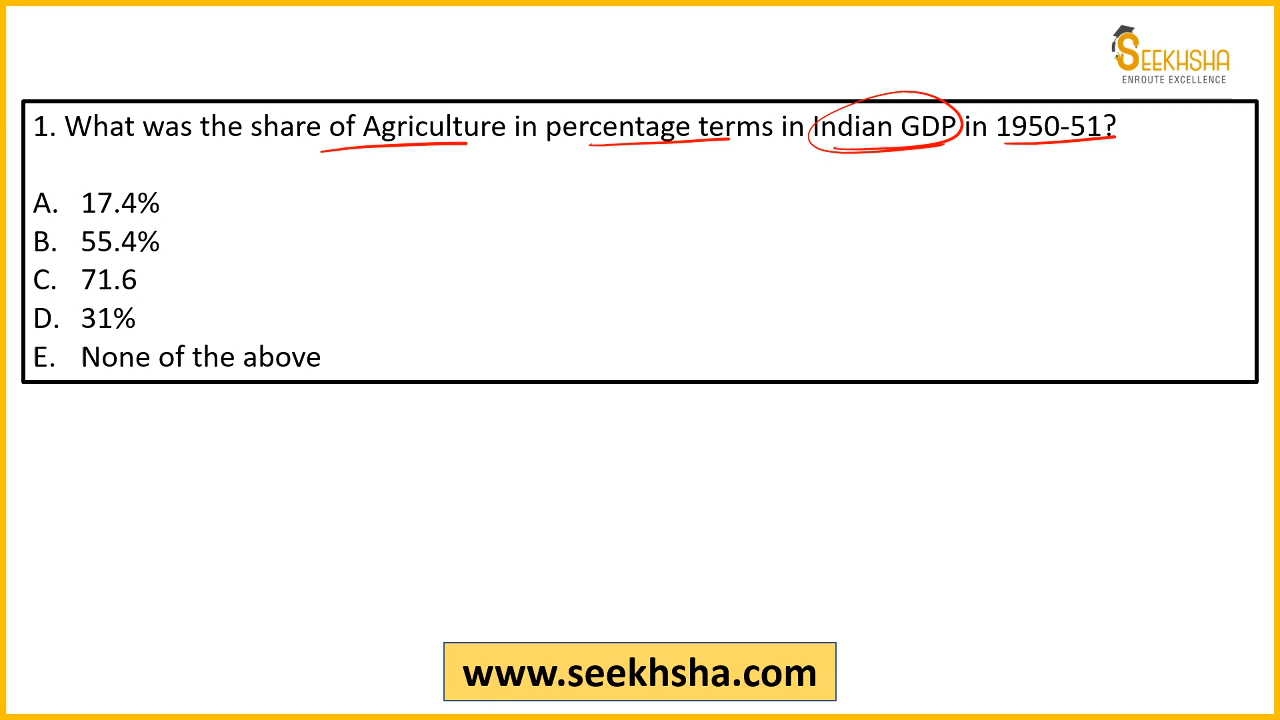 SEEKHSHA
ENROUTE EXCELLENCE
1. What was the share of Agriculture in percentage terms in Indian GDP in 1950-51?
A. 17.4%
B. 55.4%
C. 71.6
D. 31%
E. None of the above
www.seekhsha.com